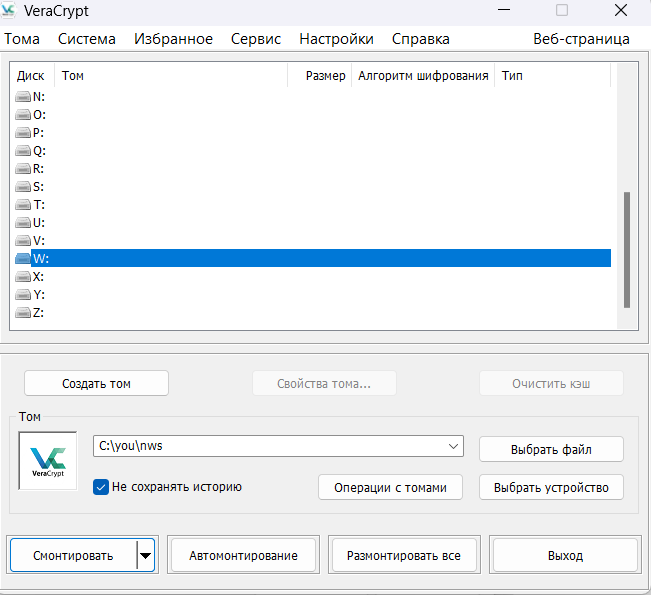 VeraCrypt
Тома Система Избранное Сервис Настройки Справка Веб-страница
Диск Том Размер Алгоритм шифрования Тип
N:
O:
P:
Q:
R:
S:
T:
U:
V:
W:
X:
Y:
Z:
Создать том Свойства тома... Очистить кэш
Том
VeraCrypt
C:\you\nws Выбрать файл
Не сохранять историю Операции с томами Выбрать устройство
Смонтировать Автомонтирование Размонтировать все Выход